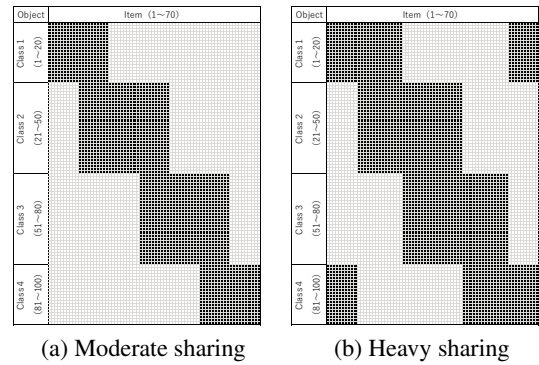 Object Item（1～70）
Class 1
（1～20）
Class 2
（21～50）
Class 3
（51～80）
Class 4
（81～100）
(a) Moderate sharing
Object Item（1～70）
Class 1
（1～20）
Class 2
（21～50）
Class 3
（51～80）
Class 4
（81～100）
(b) Heavy sharing